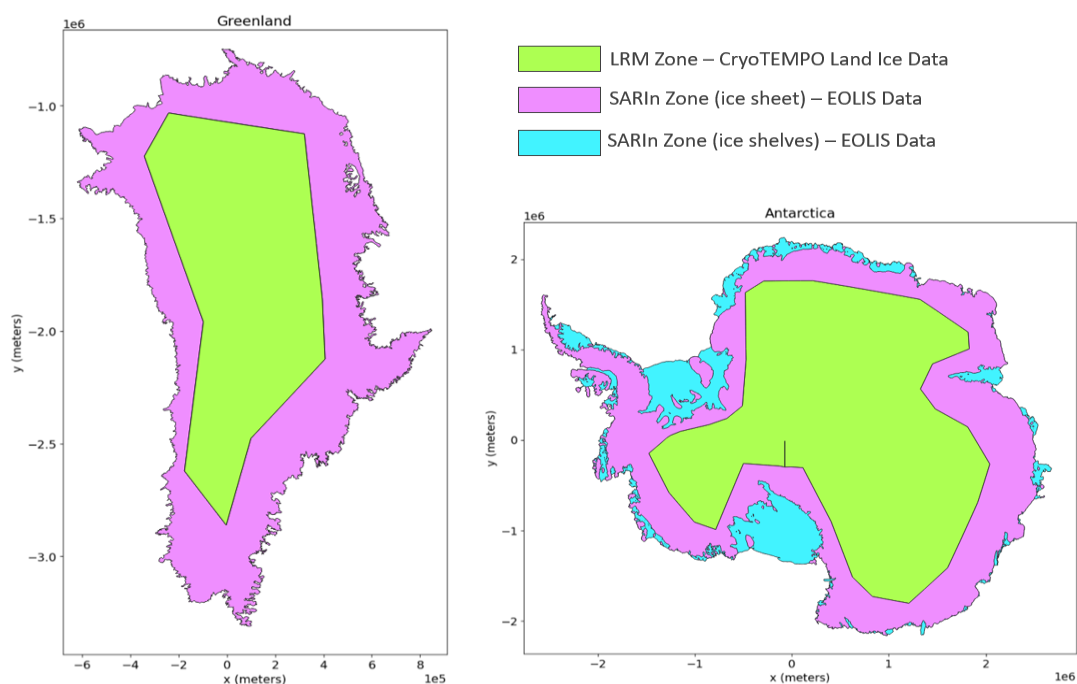 Greenland
1e6
−1.0
−1.5
−2.0
−2.5
−3.0
y (meters)
−6 −4 −2 0 2 4 6 8
x (meters)
1e5
LRM Zone – CryoTEMPO Land Ice Data
SARIn Zone (ice sheet) – EOLIS Data
SARIn Zone (ice shelves) – EOLIS Data
Antarctica
1e6
2
1
0
−1
−2
y (meters)
−2 −1 0 1 2
x (meters)
1e6